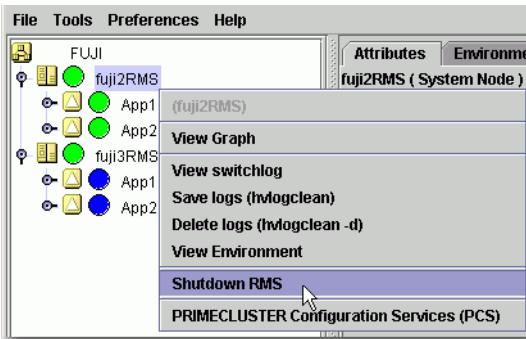 File Tools Preferences Help
FUJI
Attributes Environme
fuji2RMS
fuji2RMS ( System Node )
App1
(fuji2RMS)
App2
View Graph
fuji3RMS
View switchlog
App1
Save logs (hvlogclean)
App2
Delete logs (hvlogclean -d)
View Environment
Shutdown RMS
PRIMECLUSTER Configuration Services (PCS)